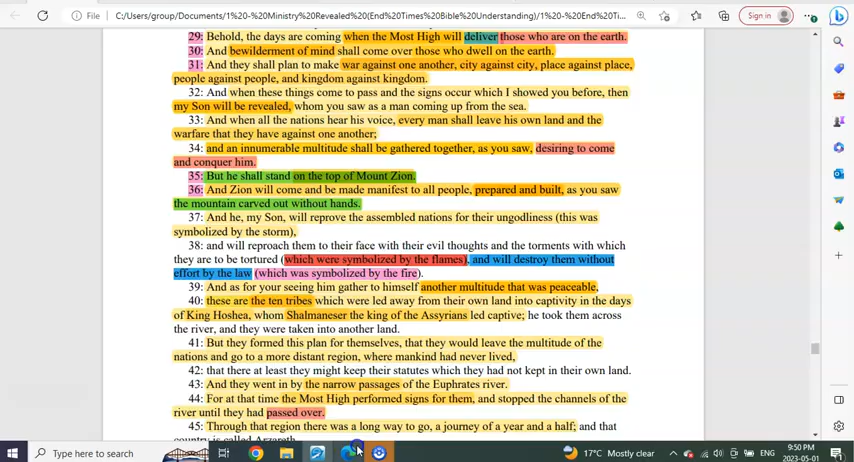 File
C:/Users/group/Documents/1%20-%20Ministry%20Revealed(End%20Times%20Bible%20Understanding)/1%20-%20End%20T...
Sign in
29: Behold, the days are coming when the Most High will deliver those who are on the earth.
30: And bewilderment of mind shall come over those who dwell on the earth.
31: And they shall plan to make war against one another, city against city, place against place,
people against people, and kingdom against kingdom.
32: And when these things come to pass and the signs occur which I showed you before, then
my Son will be revealed, whom you saw as a man coming up from the sea.
33: And when all the nations hear his voice, every man shall leave his own land and the
warfare that they have against one another;
34: and an innumerable multitude shall be gathered together, as you saw, desiring to come
and conquer him.
35: But he shall stand on the top of Mount Zion.
36: And Zion will come and be made manifest to all people, prepared and built, as you saw
the mountain carved out without hands.
37: And he, my Son, will reprove the assembled nations for their ungodliness (this was
symbolized by the storm),
38: and will reproach them to their face with their evil thoughts and the torments with which
they are to be tortured (which were symbolized by the flames), and will destroy them without
effort by the law (which was symbolized by the fire).
39: And as for your seeing him gather to himself another multitude that was peaceable,
40: these are the ten tribes which were led away from their own land into captivity in the days
of King Hoshea, whom Shalmaneser the king of the Assyrians led captive; he took them across
the river, and they were taken into another land.
41: But they formed this plan for themselves, that they would leave the multitude of the
nations and go to a more distant region, where mankind had never lived,
42: that there at least they might keep their statutes which they had not kept in their own land.
43: And they went in by the narrow passages of the Euphrates river.
44: For at that time the Most High performed signs for them, and stopped the channels of the
river until they had passed over.
45: Through that region there was a long way to go, a journey of a year and a half; and that
country is called Arzareth.
Type here to search
17°C Mostly clear
ENG
9:50 PM
2023-05-01